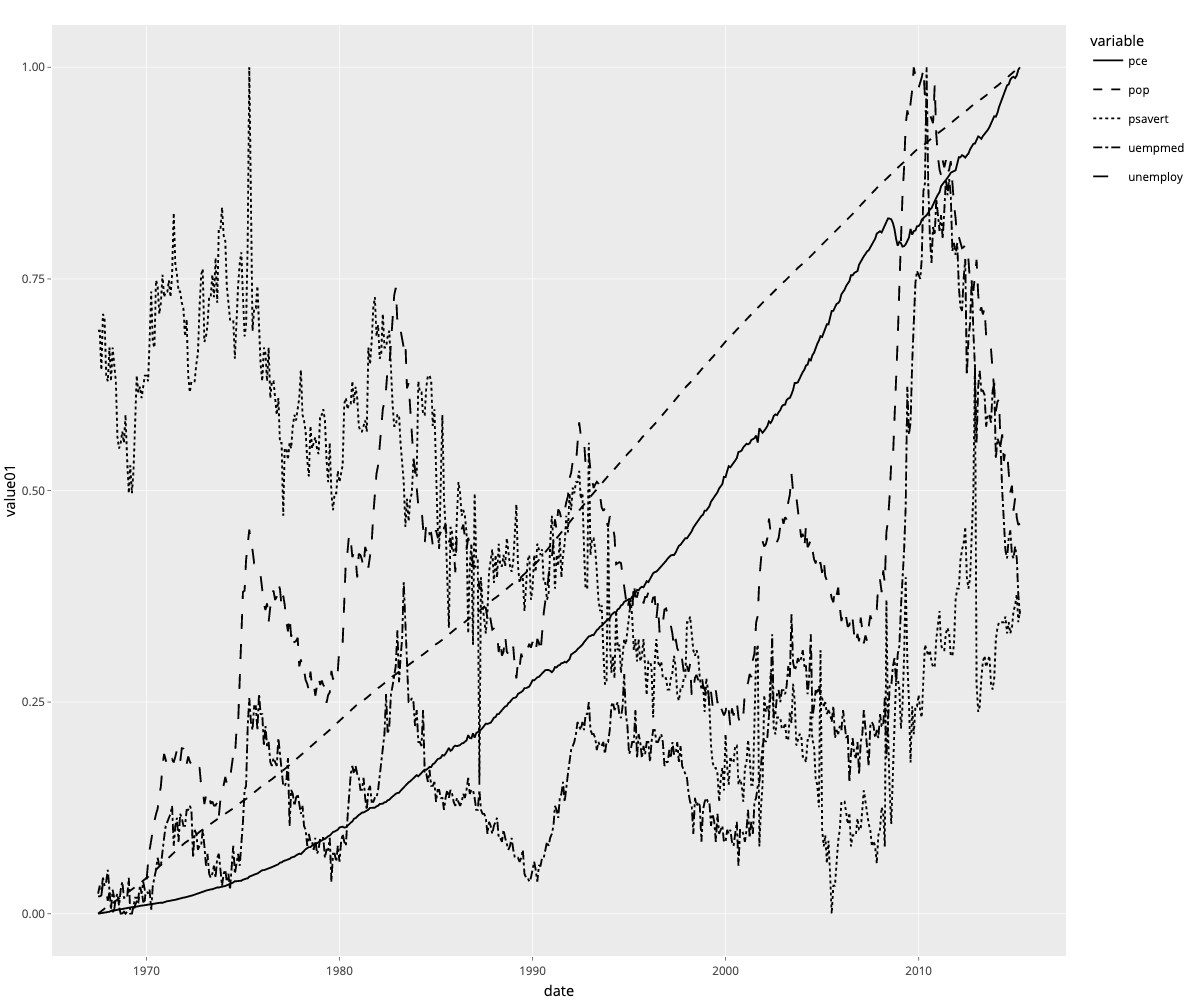 variable
pce
pop
psavert
uempmed
unemploy
1.00
0.75
0.50
0.25
0.00
value01
1970 1980 1990 2000 2010
date